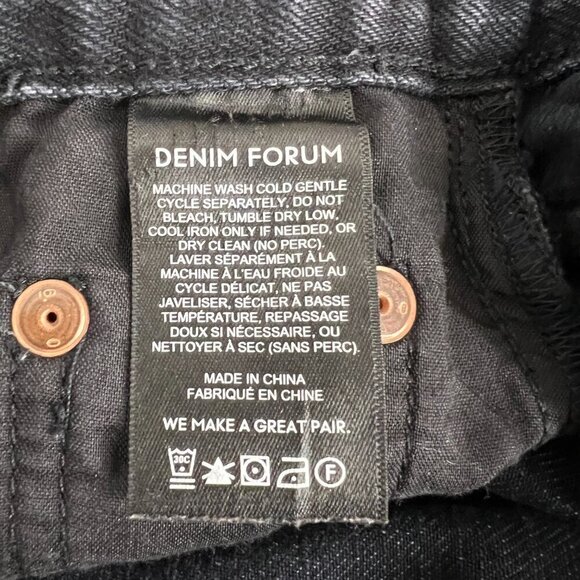 DENIM FORUM
MACHINE WASH COLD GENTLE
CYCLE SEPARATELY, DO NOT
BLEACH, TUMBLE DRY LOW.
COOL IRON ONLY IF NEEDED, OR
DRY CLEAN (NO PERC).
LAVER SÉPARÉMENT À LA
MACHINE À L'EAU FROIDE AU
CYCLE DÉLICAT, NE PAS
JAVELISER, SÉCHER À BASSE
TEMPÉRATURE, REPASSAGE
DOUX SI NÉCESSAIRE, OU
NETTOYER À SEC (SANS PERC).
MADE IN CHINA
FABRIQUÉ EN CHINE
WE MAKE A GREAT PAIR.
30C F